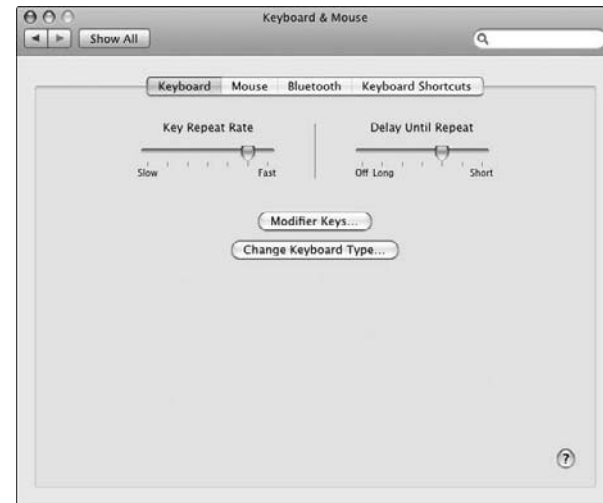 Keyboard & Mouse
Show All
Keyboard Mouse Bluetooth Keyboard Shortcuts
Key Repeat Rate Delay Until Repeat
Slow Fast Off Long Short
Modifier Keys...
Change Keyboard Type...
?